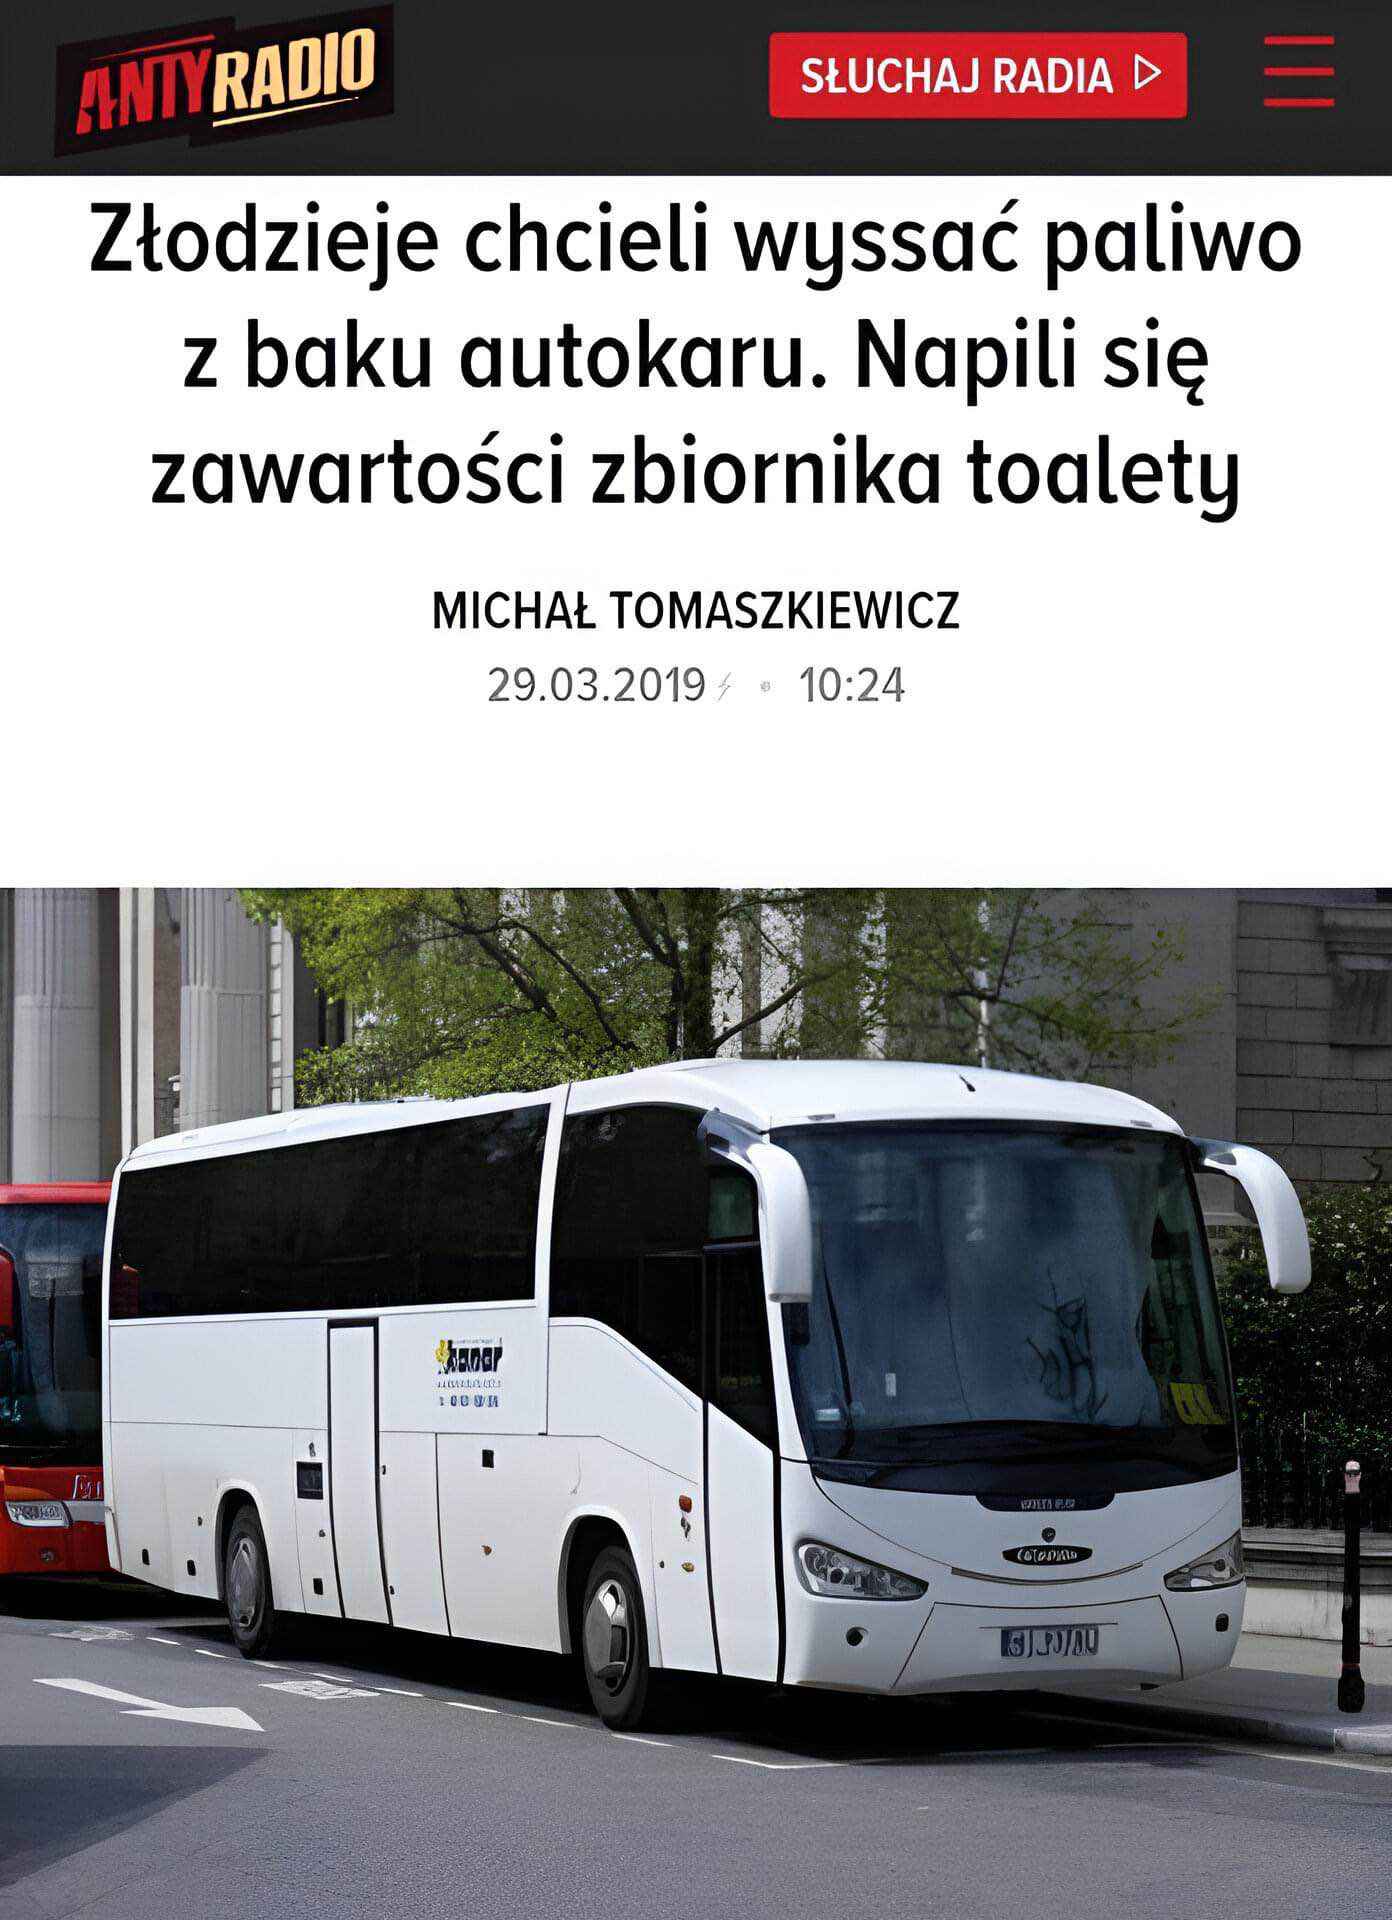 ANTYRADIO
SŁUCHAJ RADIA
Złodzieje chcieli wyssać paliwo
z baku autokaru. Napili się
zawartości zbiornika toalety
MICHAŁ TOMASZKIEWICZ
29.03.2019
10:24